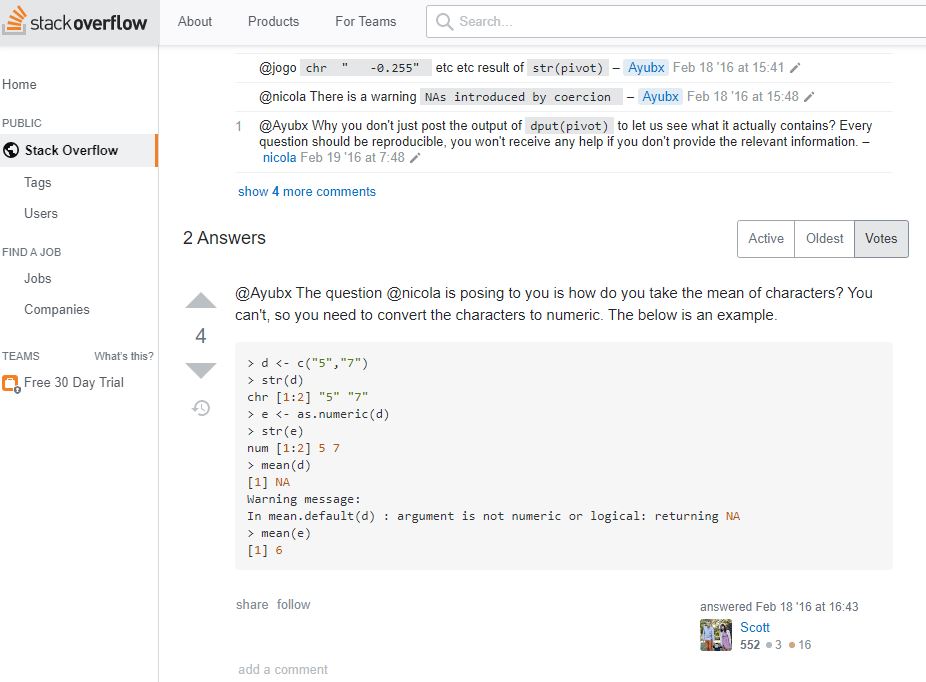 stackoverflow
About
Products
For Teams
Search...
Home
PUBLIC
Stack Overflow
Tags
Users
FIND A JOB
Jobs
Companies
TEAMS
What's this?
Free 30 Day Trial
@jogo chr " -0.255" etc etc result of str(pivot) – Ayubx Feb 18 '16 at 15:41
@nicola There is a warning NAs introduced by coercion – Ayubx Feb 18 '16 at 15:48
1 @Ayubx Why you don't just post the output of dput(pivot) to let us see what it actually contains? Every
question should be reproducible, you won't receive any help if you don't provide the relevant information. –
nicola Feb 19 '16 at 7:48
show 4 more comments
2 Answers
Active
Oldest
Votes
4
@Ayubx The question @nicola is posing to you is how do you take the mean of characters? You
can't, so you need to convert the characters to numeric. The below is an example.
> d <- c("5","7")
> str(d)
chr [1:2] "5" "7"
> e <- as.numeric(d)
> str(e)
num [1:2] 5 7
> mean(d)
[1] NA
Warning message:
In mean.default(d) : argument is not numeric or logical: returning NA
> mean(e)
[1] 6
share follow
answered Feb 18 '16 at 16:43
Scott
552 3 16
add a comment